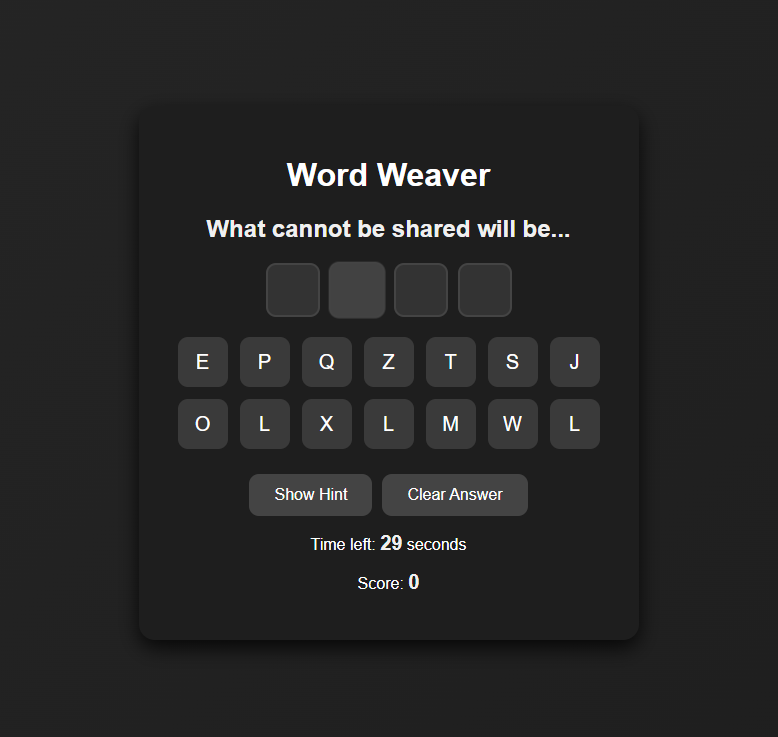 Word Weaver
What cannot be shared will be...
E P Q Z T S J
O L X L M W L
Show Hint Clear Answer
Time left: 29 seconds
Score: 0